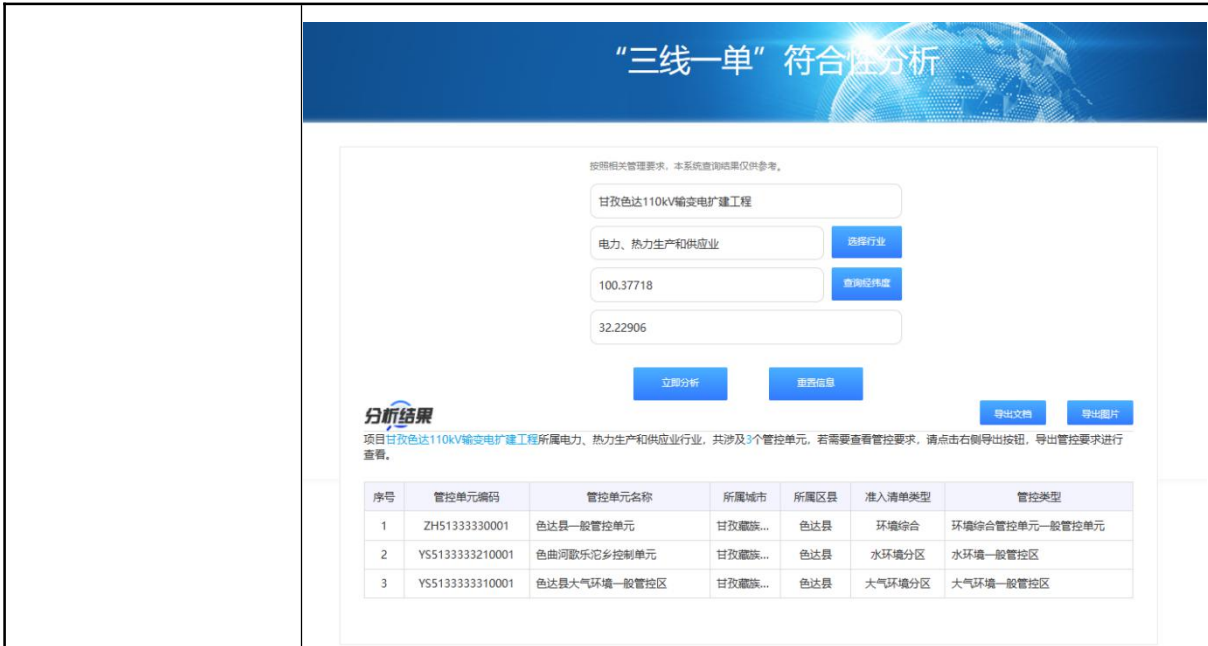 “三线一单”符合性分析
按照相关管理要求，本系统查询结果仅供参考。
甘孜色达110kV输变电扩建工程
电力、热力生产和供应业 选择行业
100.37718 查询经纬度
32.22906
立即分析 重置信息
分析结果 导出文档 导出图片
项目甘孜色达110kV输变电扩建工程所属电力、热力生产和供应业行业，共涉及3个管控单元，若需要查看管控要求，请点击右侧导出按钮，导出管控要求进行
查看。
序号 管控单元编码 管控单元名称 所属城市 所属区县 准入清单类型 管控类型
1 ZH51333330001 色达县一般管控单元 甘孜藏族... 色达县 环境综合 环境综合管控单元一般管控单元
2 YS5133333210001 色曲河歌乐沱乡控制单元 甘孜藏族... 色达县 水环境分区 水环境一般管控区
3 YS5133333310001 色达县大气环境一般管控区 甘孜藏族... 色达县 大气环境分区 大气环境一般管控区